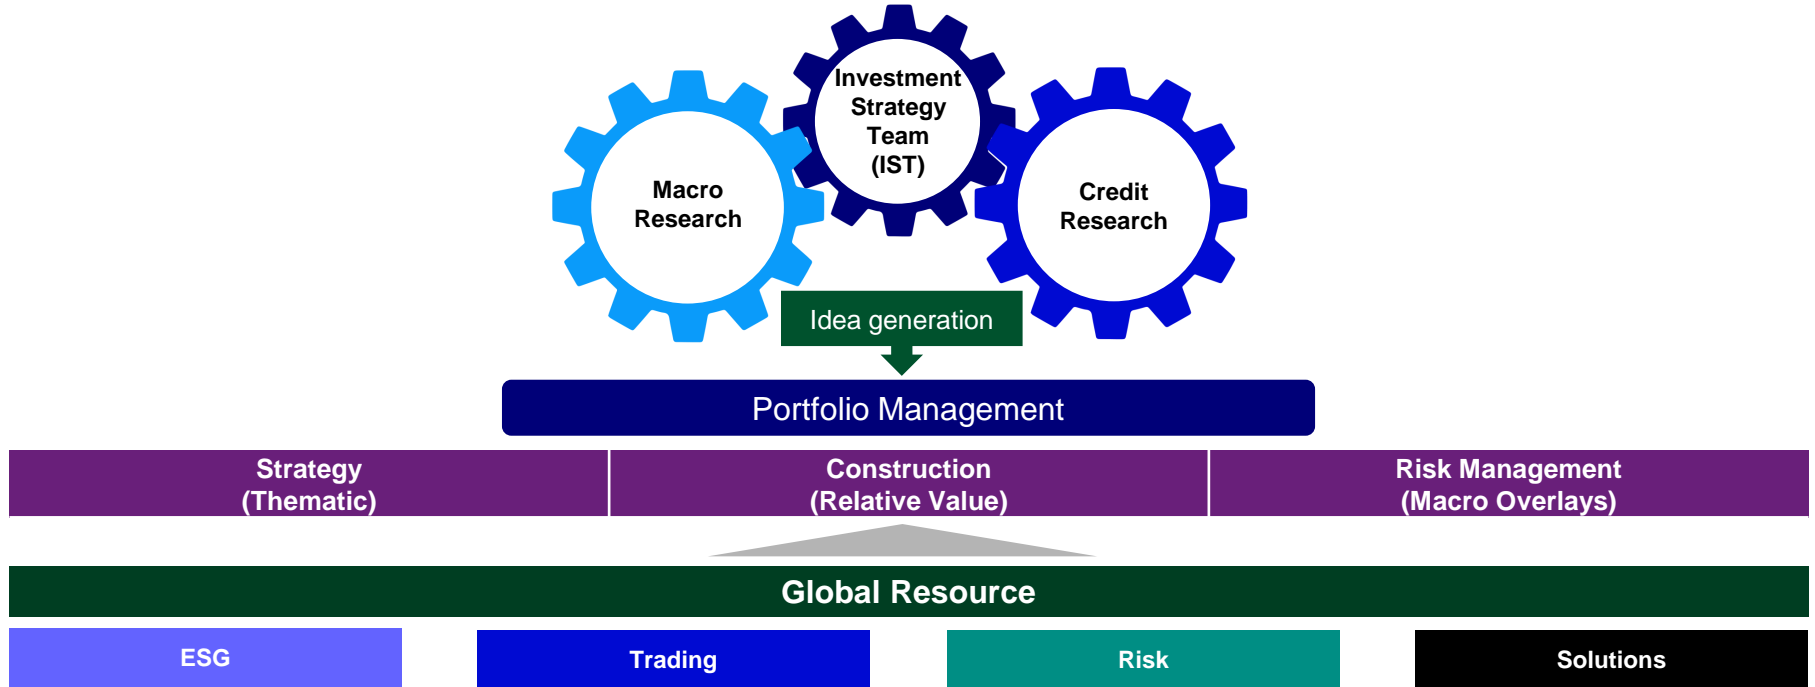 Investment
Strategy
Team
(IST)
Macro
Research
Credit
Research
Idea generation
Portfolio Management
Strategy
(Thematic)
Construction
(Relative Value)
Risk Management
(Macro Overlays)
Global Resource
ESG
Trading
Risk
Solutions